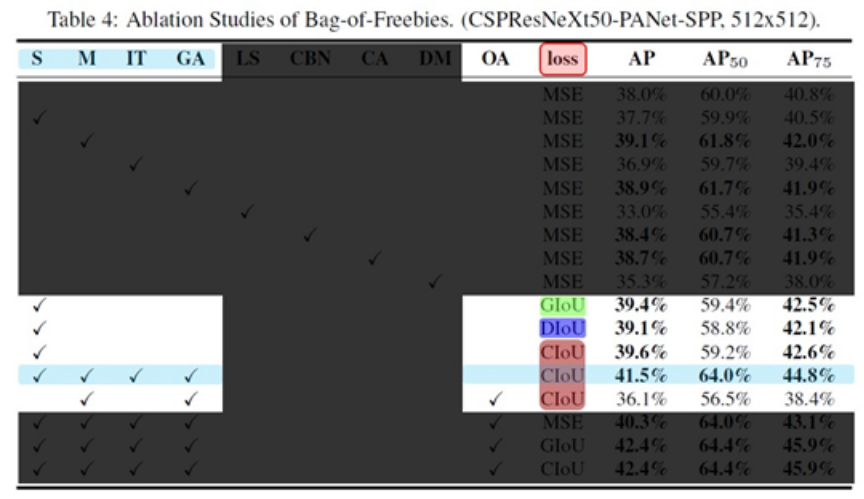 Table 4: Ablation Studies of Bag-of-Freebies. (CSPResNeXt50-PANet-SPP, 512x512).
S M IT GA LS CBN CA DM OA loss AP AP50 AP75
MSE 38.0% 60.0% 40.8%
✓ MSE 37.7% 59.9% 40.5%
✓ MSE 39.1% 61.8% 42.0%
✓ MSE 36.9% 59.7% 39.4%
✓ MSE 38.9% 61.7% 41.9%
✓ MSE 33.0% 55.4% 35.4%
✓ MSE 38.4% 60.7% 41.3%
✓ MSE 38.7% 60.7% 41.9%
✓ MSE 35.3% 57.2% 38.0%
✓ GIoU 39.4% 59.4% 42.5%
✓ DIoU 39.1% 58.8% 42.1%
✓ CIoU 39.6% 59.2% 42.6%
✓ ✓ ✓ ✓ CIoU 41.5% 64.0% 44.8%
✓ ✓ ✓ CIoU 36.1% 56.5% 38.4%
✓ ✓ ✓ ✓ ✓ MSE 40.3% 64.0% 43.1%
✓ ✓ ✓ ✓ ✓ GIoU 42.4% 64.4% 45.9%
✓ ✓ ✓ ✓ ✓ CIoU 42.4% 64.4% 45.9%